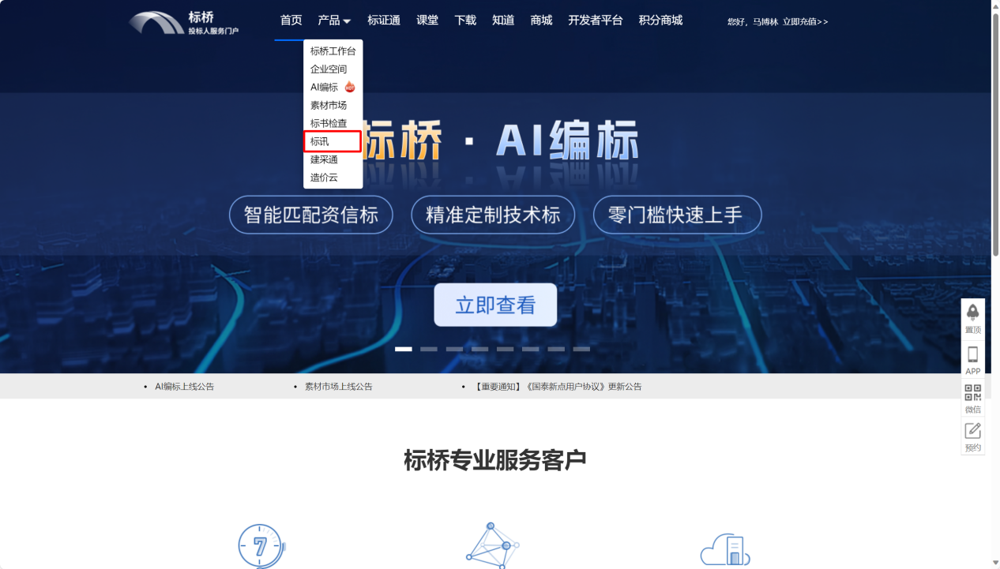 标桥
投标人服务门户
首页 产品 标证通 课堂 下载 知道 商城 开发者平台 积分商城
您好，马博林 立即充值>>
标桥工作台
企业空间
AI编标 HOT
素材市场
标书检查
标讯
建采通
造价云
标桥 · AI编标
智能匹配资信标 精准定制技术标 零门槛快速上手
立即查看
置顶
APP
微信
预约
• AI编标上线公告 • 素材市场上线公告 • 【重要通知】《国泰新点用户协议》更新公告
标桥专业服务客户
7